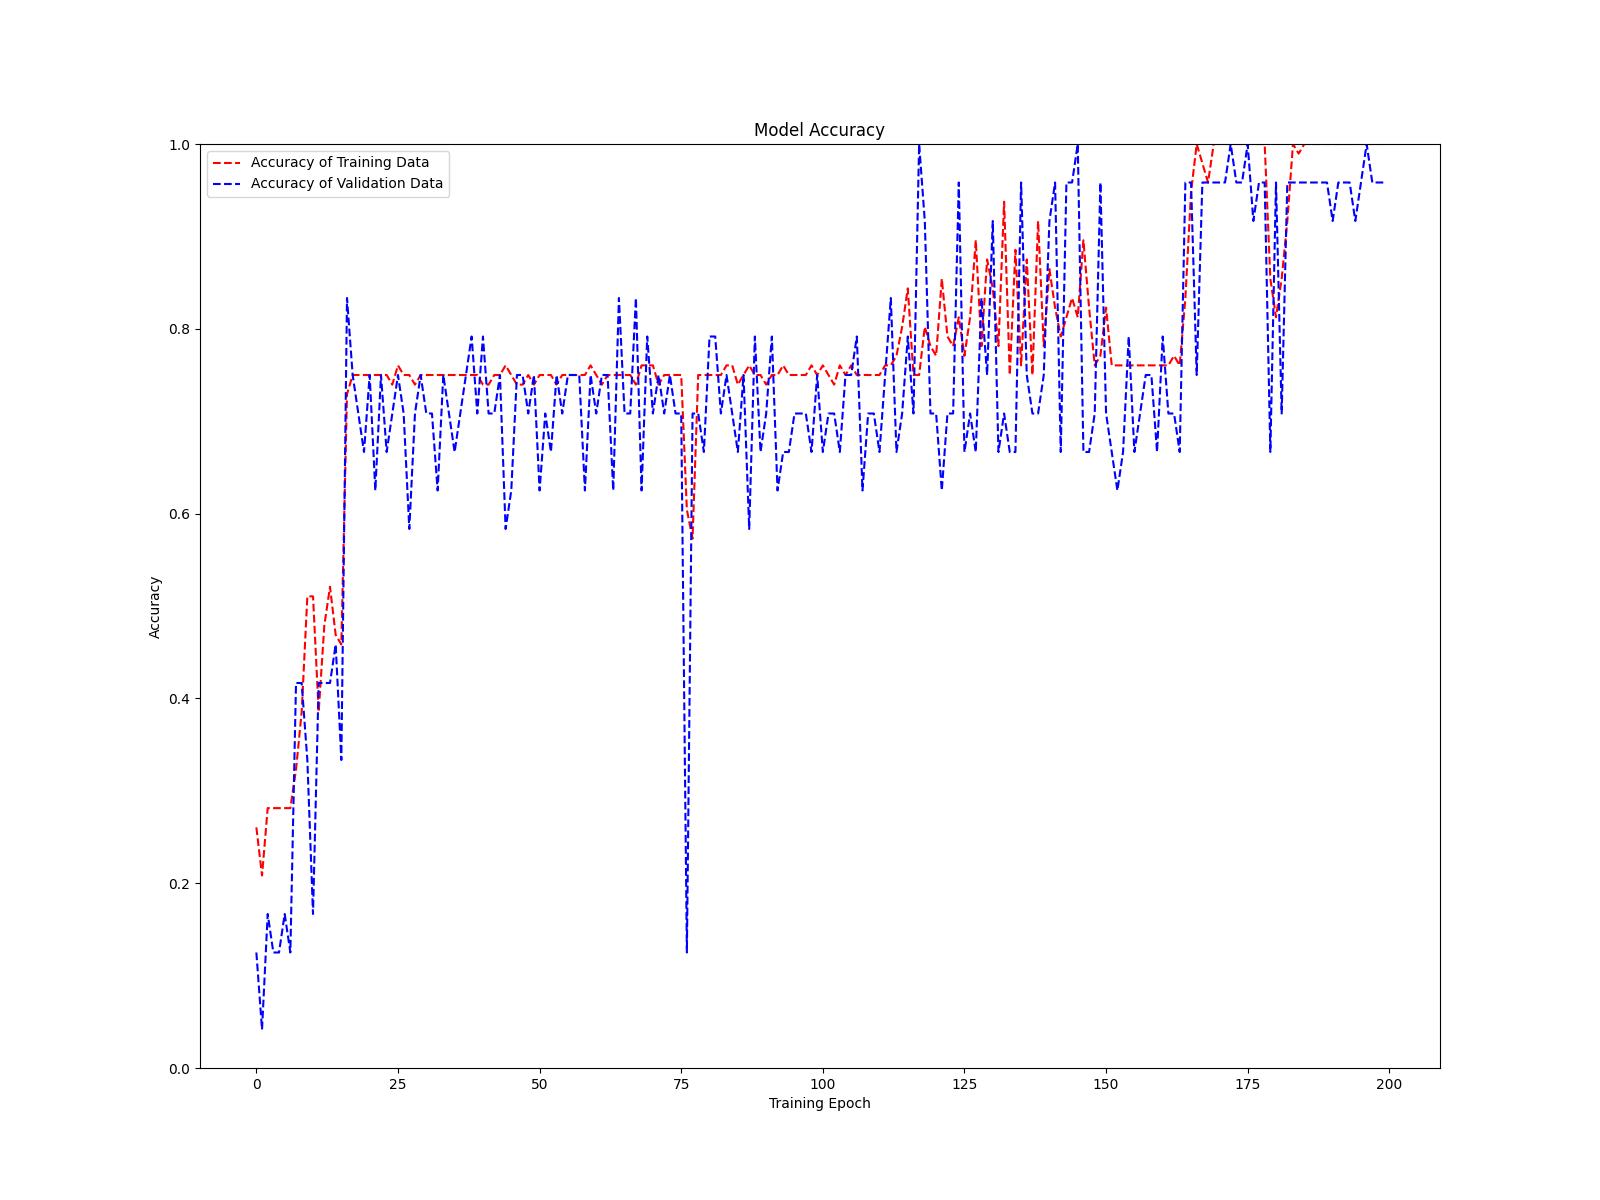 Model Accuracy
Accuracy of Training Data
Accuracy of Validation Data
1.0
0.8
0.6
0.4
0.2
0.0
Accuracy
0 25 50 75 100 125 150 175 200
Training Epoch